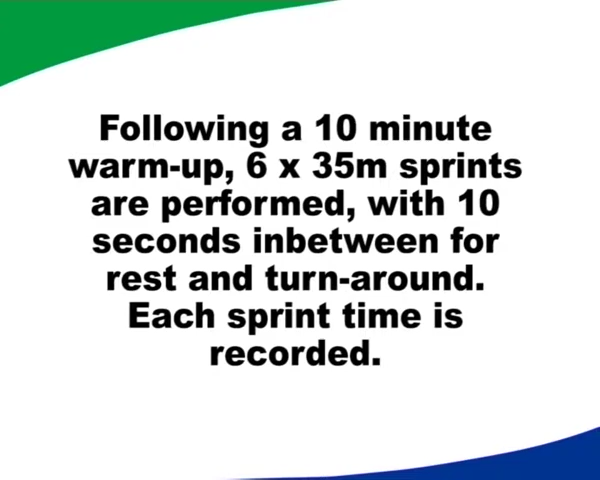 Following a 10 minute
warm-up, 6 x 35m sprints
are performed, with 10
seconds inbetween for
rest and turn-around.
Each sprint time is
recorded.